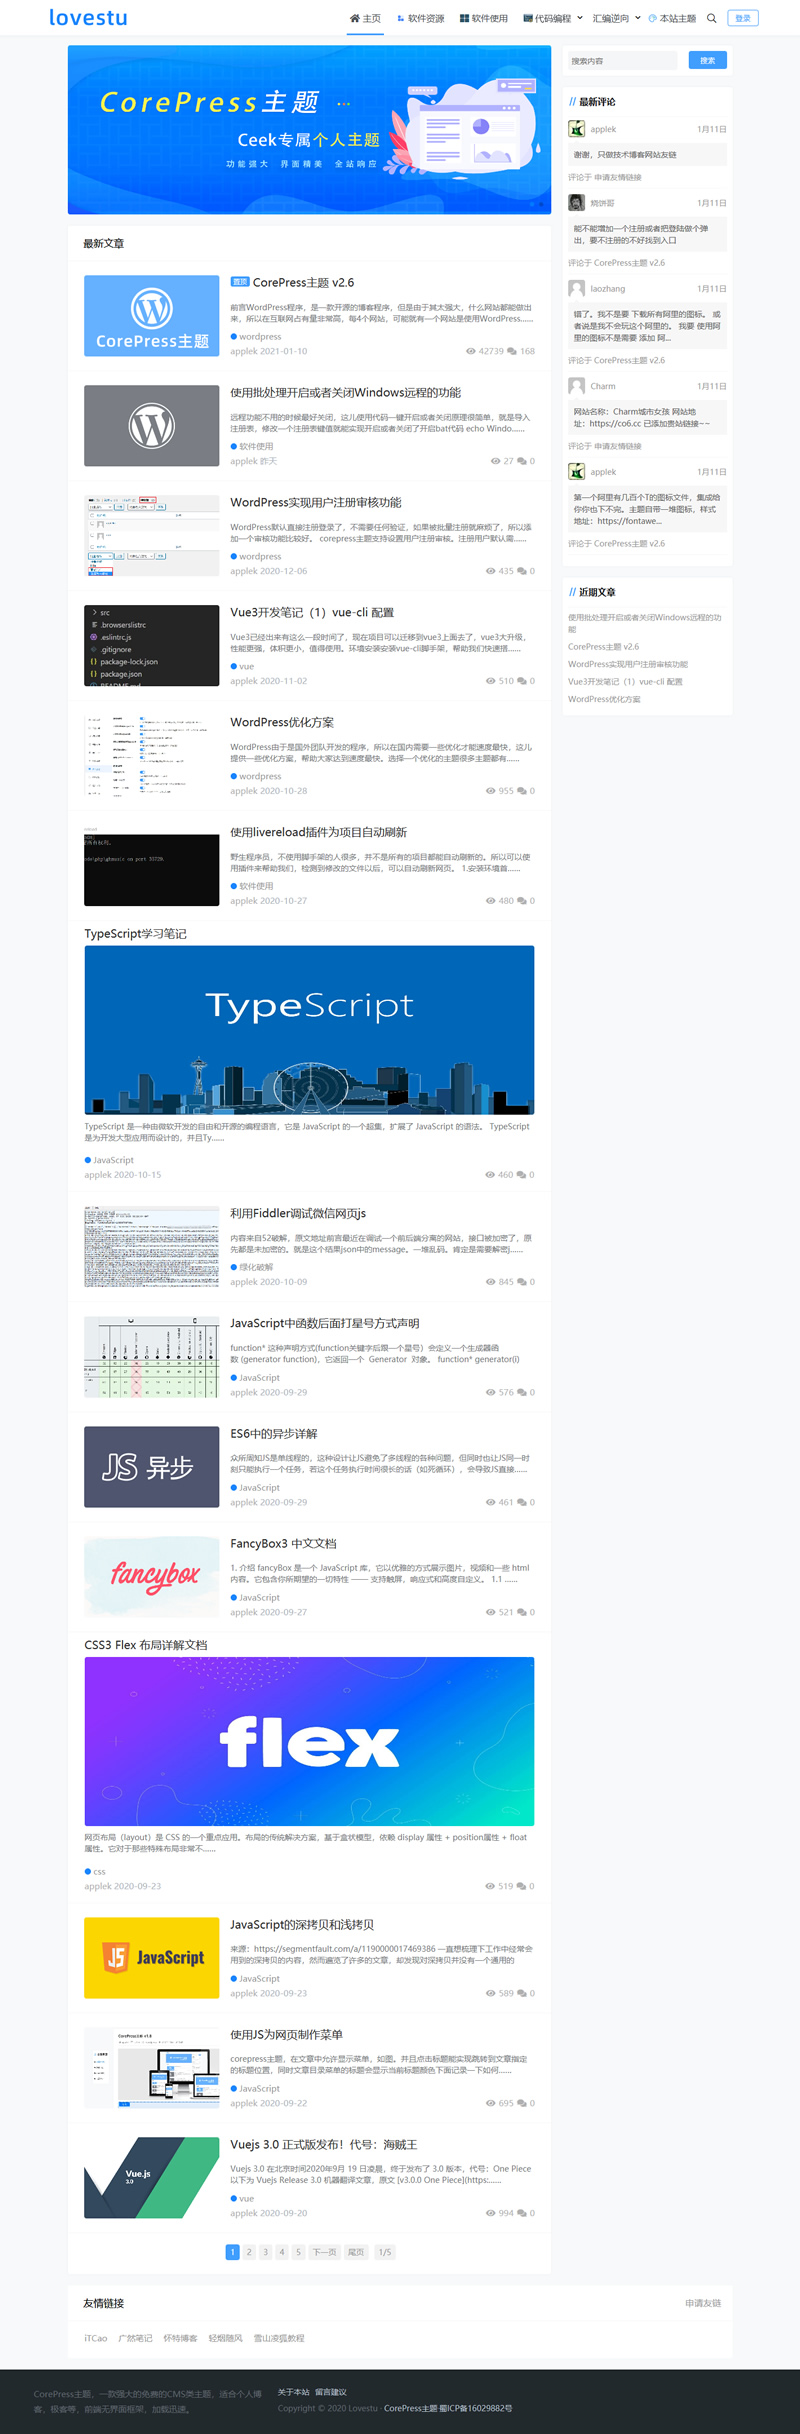 lovestu
主页 软件资源 软件使用 代码编程 汇编逆向 本站主题 登录
CorePress主题
Ceek专属个人主题
功能强大 界面精美 全站响应
最新文章
CorePress主题
置顶 CorePress主题 v2.6
前言WordPress程序，是一款开源的博客程序，但是由于其太强大，什么网站都能做出
来，所以在互联网占有量非常高，每4个网站，可能就有一个网站是使用WordPress......
wordpress
applek 2021-01-10 42739 168
使用批处理开启或者关闭Windows远程的功能
远程功能不用的时候最好关闭，这儿使用代码一键开启或者关闭原理很简单，就是导入
注册表，修改一个注册表键值就能实现开启或者关闭了开启bat代码 echo Windo......
软件使用
applek 昨天 27 0
WordPress实现用户注册审核功能
WordPress默认直接注册登录了，不需要任何验证，如果被批量注册就麻烦了，所以添
加一个审核功能比较好。 corepress主题支持设置用户注册审核。注册用户默认需......
wordpress
applek 2020-12-06 435 0
src
.browserslistrc
.eslintrc.js
.gitignore
package-lock.json
package.json
README.md
Vue3开发笔记（1）vue-cli 配置
Vue3已经出来有这么一段时间了，现在项目可以迁移到vue3上面去了，vue3大升级，
性能更强，体积更小，值得使用。环境安装安装vue-cli脚手架，帮助我们快速搭......
vue
applek 2020-11-02 510 0
WordPress优化方案
WordPress由于是国外团队开发的程序，所以在国内需要一些优化才能速度最快，这儿
提供一些优化方案，帮助大家达到速度最快。选择一个优化的主题很多主题都有......
wordpress
applek 2020-10-28 955 0
使用livereload插件为项目自动刷新
野生程序员，不使用脚手架的人很多，并不是所有的项目都能自动刷新的。所以可以使
用插件来帮助我们，检测到修改的文件以后，可以自动刷新网页。 1.安装环境首......
软件使用
applek 2020-10-27 480 0
TypeScript学习笔记
TypeScript
TypeScript 是一种由微软开发的自由和开源的编程语言，它是 JavaScript 的一个超集，扩展了 JavaScript 的语法。 TypeScript
是为开发大型应用而设计的，并且Ty......
JavaScript
applek 2020-10-15 460 0
利用Fiddler调试微信网页js
内容来自52破解，原文地址前言最近在调试一个前后端分离的网站，接口被加密了，原
先都是未加密的。就是这个结果json中的message。一堆乱码。肯定是需要解密j......
绿化破解
applek 2020-10-09 845 0
JavaScript中函数后面打星号方式声明
function* 这种声明方式(function关键字后跟一个星号）会定义一个生成器函
数 (generator function)，它返回一个 Generator 对象。 function* generator(i)
JavaScript
applek 2020-09-29 576 0
JS 异步
ES6中的异步详解
众所周知JS是单线程的，这种设计让JS避免了多线程的各种问题，但同时也让JS同一时
刻只能执行一个任务，若这个任务执行时间很长的话（如死循环），会导致JS直接......
JavaScript
applek 2020-09-29 461 0
fancybox
FancyBox3 中文文档
1. 介绍 fancyBox 是一个 JavaScript 库，它以优雅的方式展示图片，视频和一些 html
内容。它包含你所期望的一切特性 —— 支持触屏，响应式和高度自定义。 1.1 ......
JavaScript
applek 2020-09-27 521 0
CSS3 Flex 布局详解文档
flex
网页布局（layout）是 CSS 的一个重点应用。布局的传统解决方案，基于盒状模型，依赖 display 属性 + position属性 + float
属性。它对于那些特殊布局非常不......
css
applek 2020-09-23 519 0
JS JavaScript
JavaScript的深拷贝和浅拷贝
来源：https://segmentfault.com/a/1190000017469386 一直想梳理下工作中经常会
用到的深拷贝的内容，然而遍览了许多的文章，却发现对深拷贝并没有一个通用的
JavaScript
applek 2020-09-23 589 0
使用JS为网页制作菜单
corepress主题，在文章中允许显示菜单，如图。并且点击标题能实现跳转到文章指定
的标题位置，同时文章目录菜单的标题会显示当前标题颜色下面记录一下如何......
JavaScript
applek 2020-09-22 695 0
Vue.js
3.0
Vuejs 3.0 正式版发布！代号：海贼王
Vuejs 3.0 在北京时间2020年9月 19 日凌晨，终于发布了 3.0 版本，代号：One Piece
以下为 Vuejs Release 3.0 机器翻译文章，原文 [v3.0.0 One Piece](https:......
vue
applek 2020-09-20 994 0
1 2 3 4 5 下一页 尾页 1/5
搜索内容 搜索
// 最新评论
applek 1月11日
谢谢，只做技术博客网站友链
评论于 申请友情链接
烧饼哥 1月11日
能不能增加一个注册或者把登陆做个弹
出，要不注册的不好找到入口
评论于 CorePress主题 v2.6
laozhang 1月11日
错了。我不是要 下载所有阿里的图标。 或
者说是我不会玩这个阿里的。 我要 使用阿
里的图标不是需要 添加 阿...
评论于 CorePress主题 v2.6
Charm 1月11日
网站名称：Charm城市女孩 网站地
址：https://co6.cc 已添加贵站链接~~
评论于 申请友情链接
applek 1月11日
第一个阿里有几百个T的图标文件，集成给
你你也下不完。主题自带一堆图标，样式
地址：https://fontawe...
评论于 CorePress主题 v2.6
// 近期文章
使用批处理开启或者关闭Windows远程的功
能
CorePress主题 v2.6
WordPress实现用户注册审核功能
Vue3开发笔记（1）vue-cli 配置
WordPress优化方案
友情链接 申请友链
iTCao 广然笔记 怀特博客 轻烟随风 雪山凌狐教程
CorePress主题，一款强大的免费的CMS类主题，适合个人博
客，极客等，前端无界面框架，加载迅速。
关于本站 留言建议
Copyright © 2020 Lovestu · CorePress主题 蜀ICP备16029882号